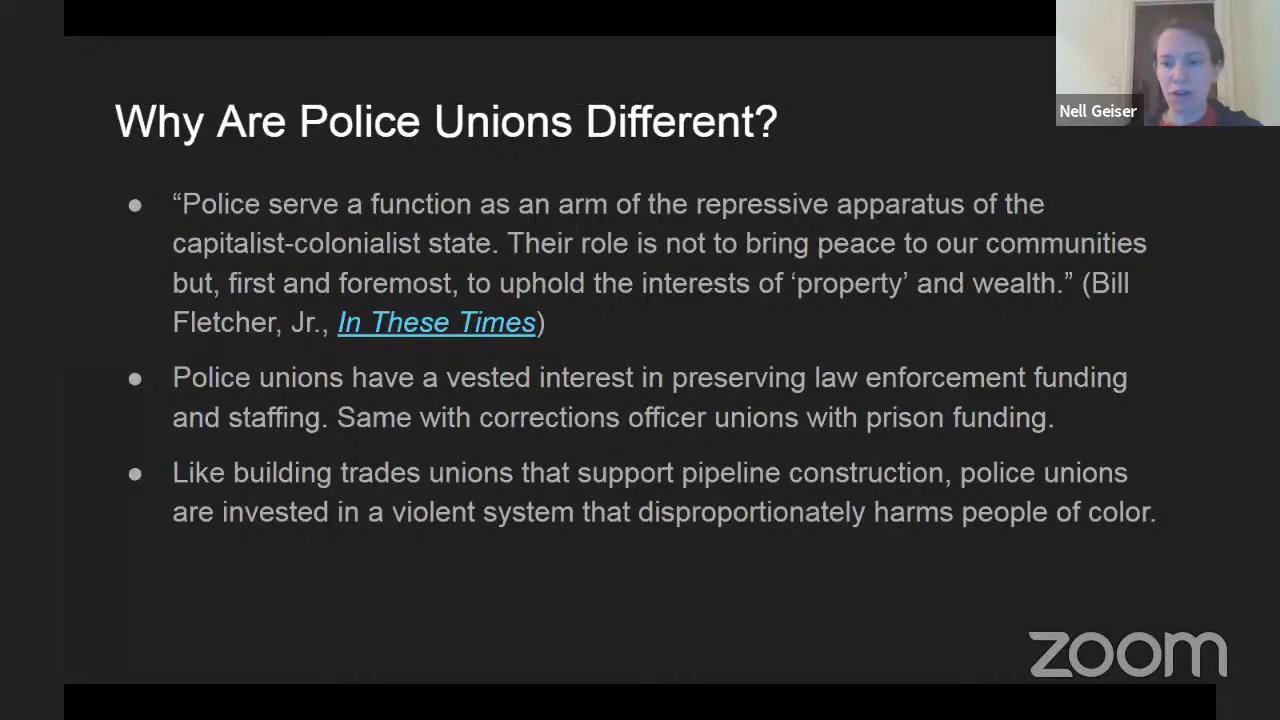 Nell Geiser
Why Are Police Unions Different?
● “Police serve a function as an arm of the repressive apparatus of the
capitalist-colonialist state. Their role is not to bring peace to our communities
but, first and foremost, to uphold the interests of ‘property’ and wealth.” (Bill
Fletcher, Jr., In These Times)
● Police unions have a vested interest in preserving law enforcement funding
and staffing. Same with corrections officer unions with prison funding.
● Like building trades unions that support pipeline construction, police unions
are invested in a violent system that disproportionately harms people of color.
zoom